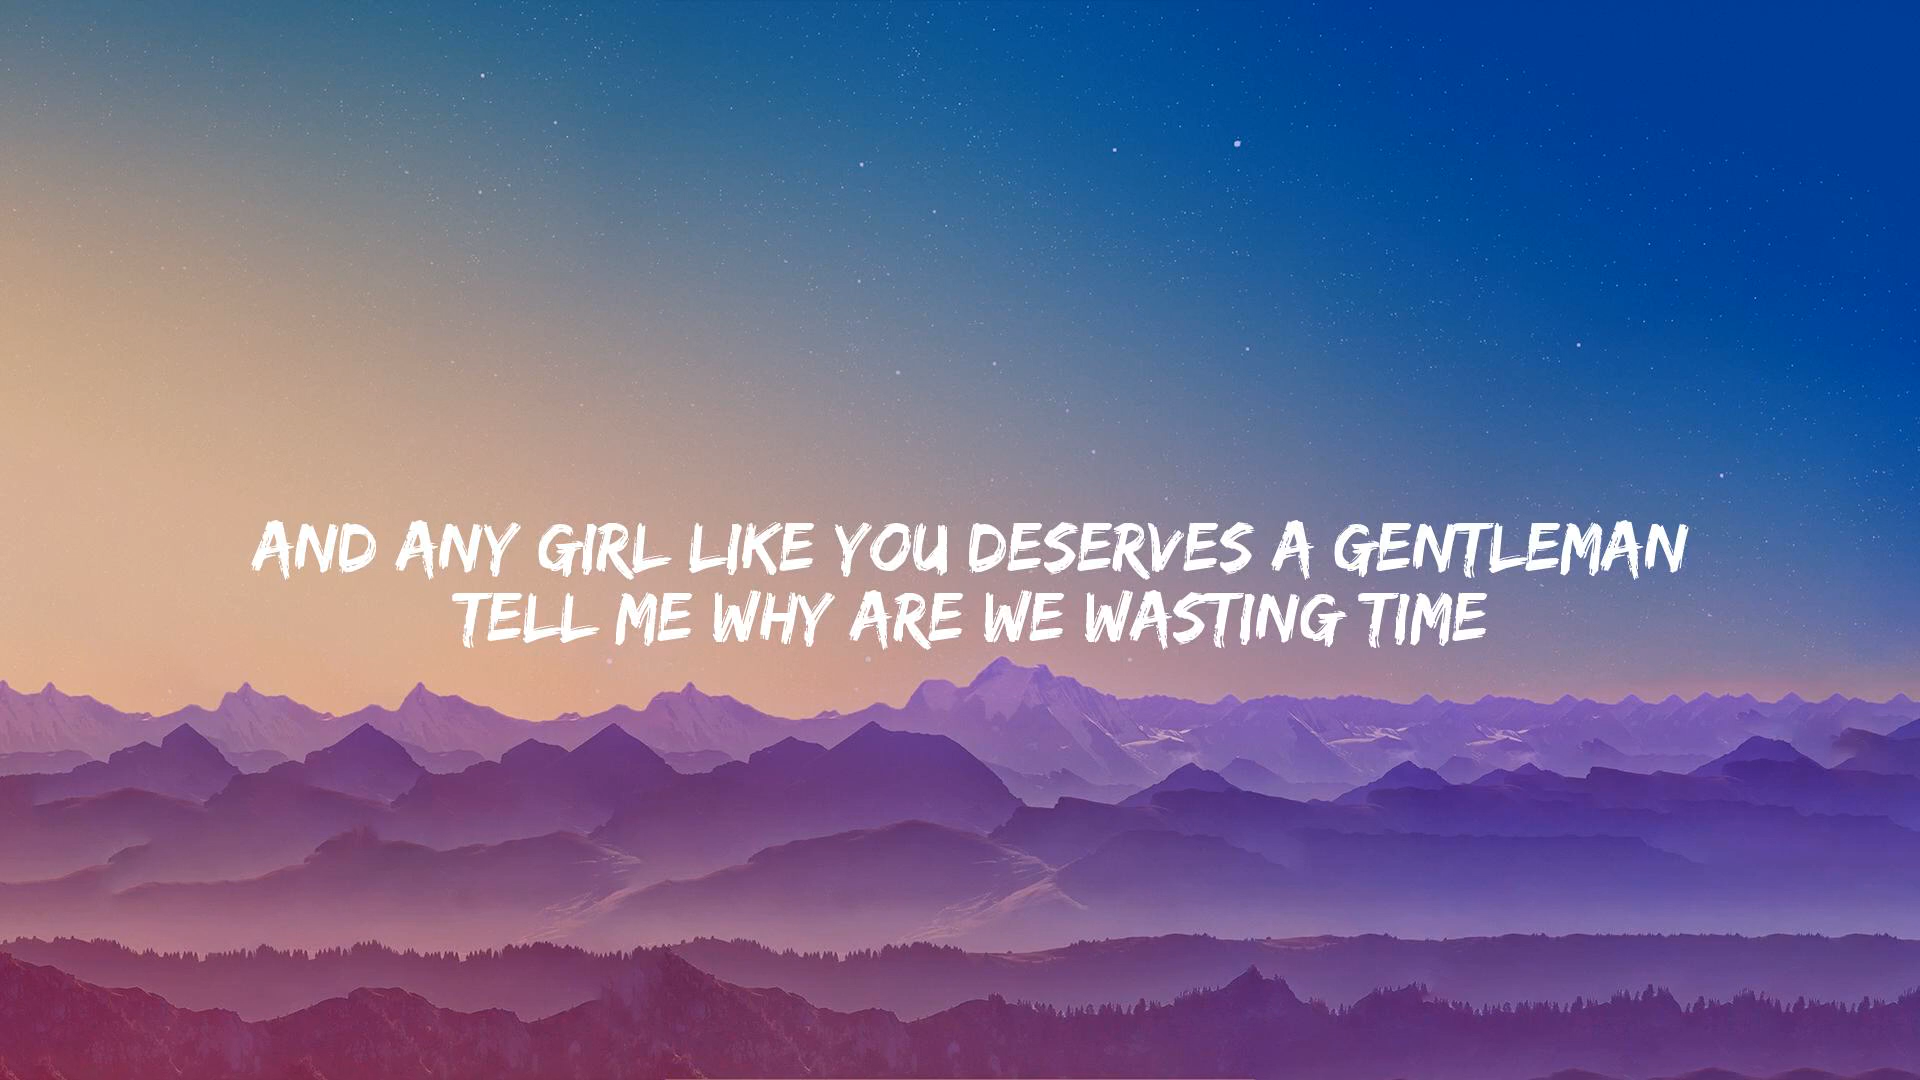 AND ANY GIRL LIKE YOU DESERVES A GENTLEMAN
TELL ME WHY ARE WE WASTING TIME